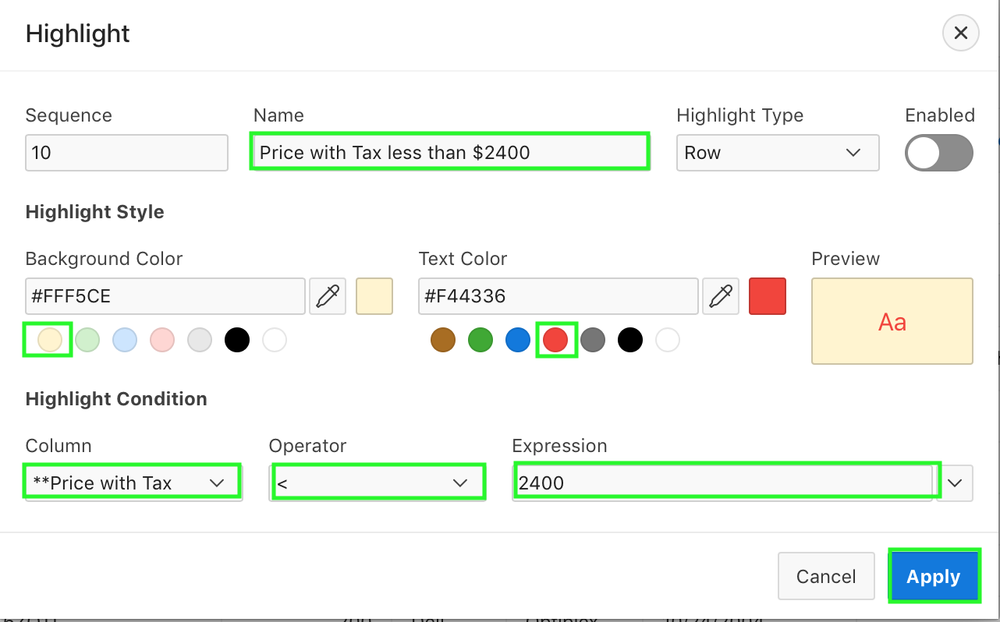 Highlight
Sequence
Name
Highlight Type
Enabled
10
Price with Tax less than $2400
Row
Highlight Style
Background Color
Text Color
Preview
#FFF5CE
#F44336
Aa
Highlight Condition
Column
Operator
Expression
**Price with Tax
<
2400
Cancel
Apply